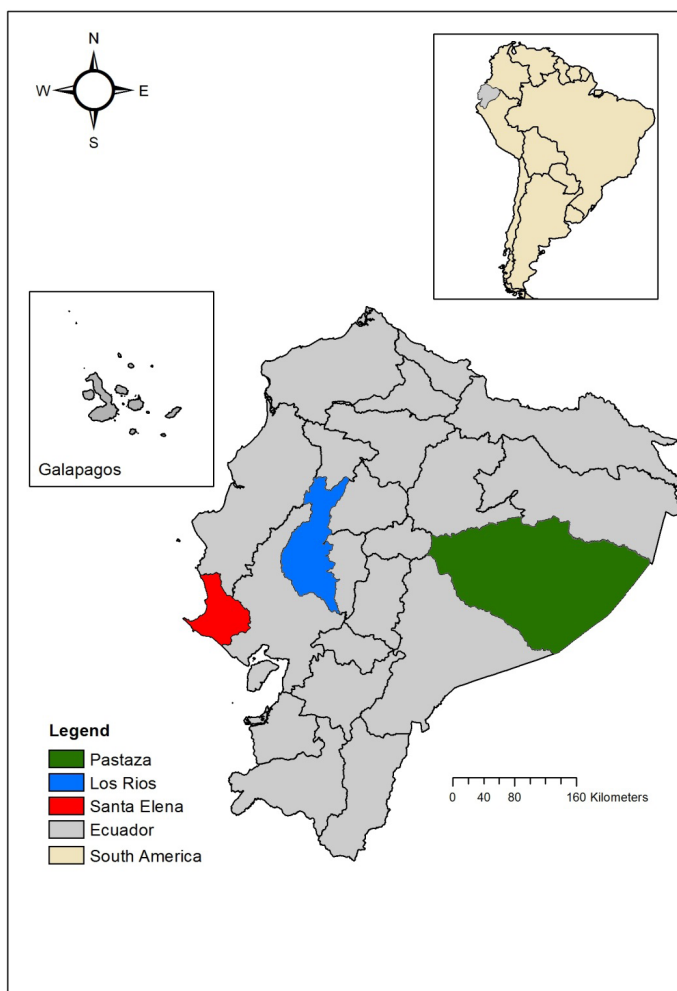 N
W E
S
Galapagos
Legend
Pastaza
Los Rios
Santa Elena
Ecuador
South America
0 40 80 160 Kilometers